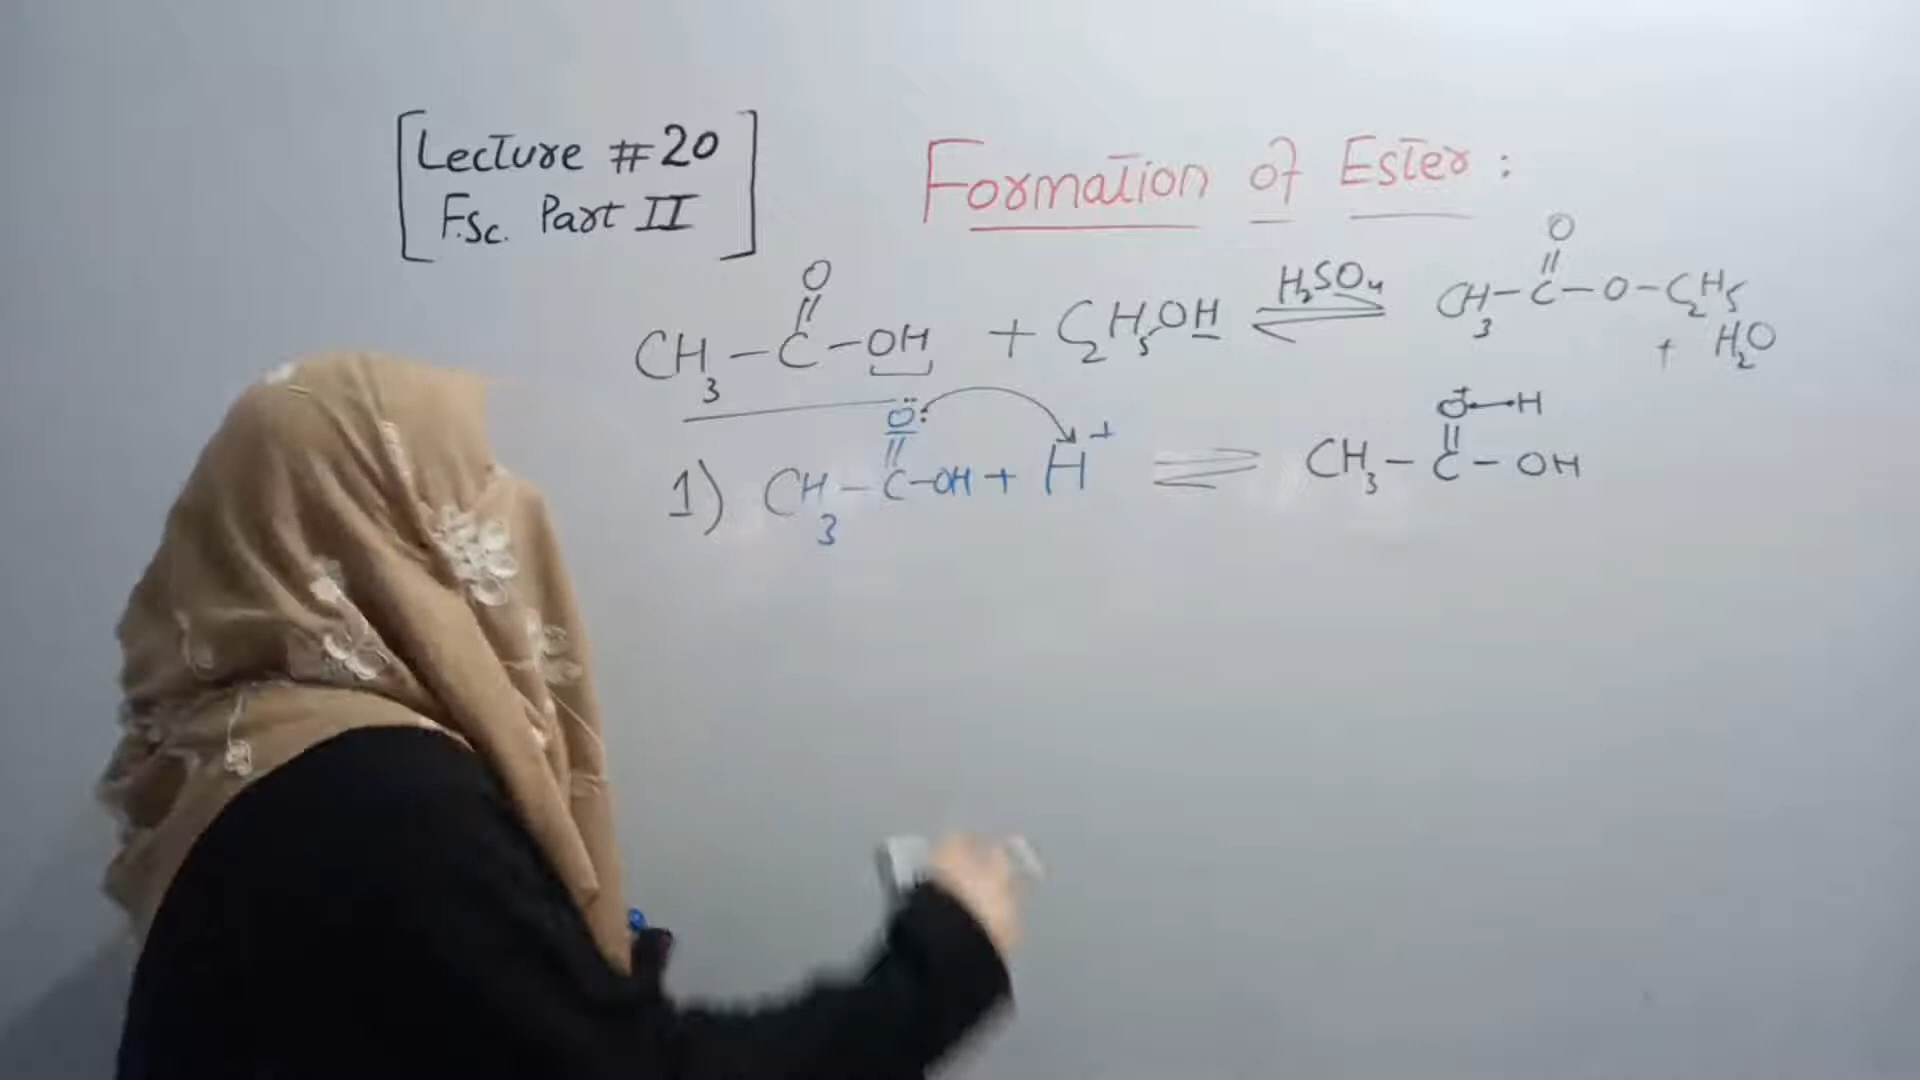 Lecture #20
F.Sc. Part II
Formation of Ester :
O
||
CH₃ – C – OH + C₂H₅OH ⇌ H₂SO₄ CH₃ – C – O – C₂H₅
O
||
+ H₂O
1) CH₃ – C – OH + H⁺ ⇌ CH₃ – C – OH
Ö:
||
O⁺ – H
||